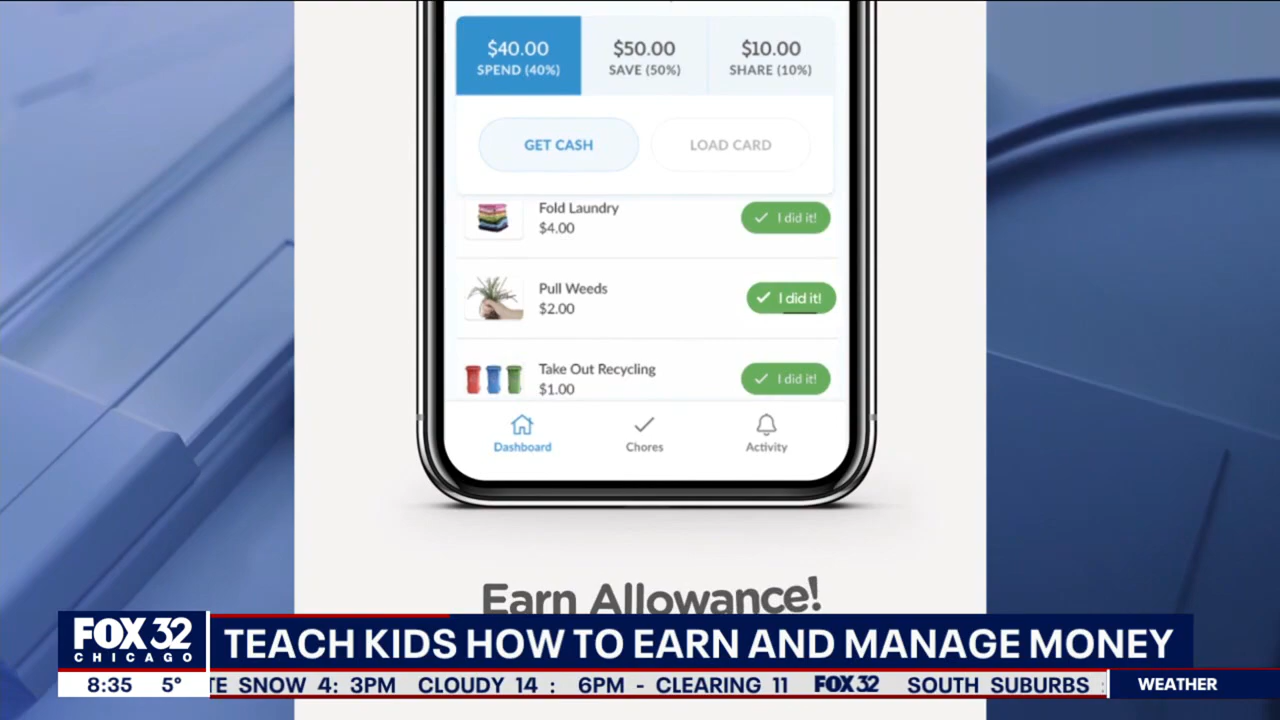 $40.00 $50.00 $10.00
SPEND (40%) SAVE (50%) SHARE (10%)
GET CASH LOAD CARD
Fold Laundry
$4.00
I did it!
Pull Weeds
$2.00
I did it!
Take Out Recycling
$1.00
I did it!
Dashboard Chores Activity
Earn Allowance!
FOX 32
CHICAGO
TEACH KIDS HOW TO EARN AND MANAGE MONEY
8:35 5° TE SNOW 4: 3PM CLOUDY 14 : 6PM - CLEARING 11 FOX 32 SOUTH SUBURBS : WEATHER